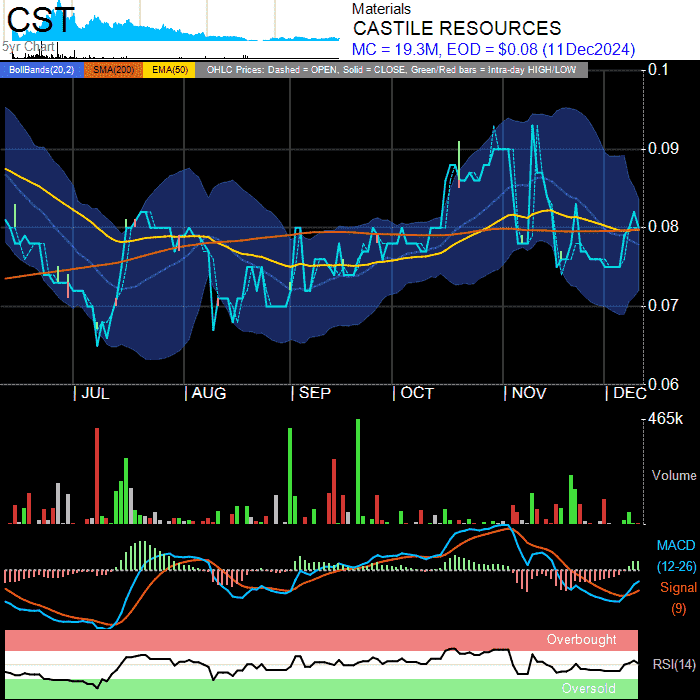 CST
5yr Chart
Materials
CASTILE RESOURCES
MC = 19.3M, EOD = $0.08 (11Dec2024)
BollBands(20,2) SMA(200) EMA(50) OHLC Prices: Dashed = OPEN, Solid = CLOSE, Green/Red bars = Intra-day HIGH/LOW
0.1
0.09
0.08
0.07
0.06
| JUL | AUG | SEP | OCT | NOV | DEC
465k
Volume
MACD
(12-26)
Signal
(9)
Overbought
RSI(14)
Oversold